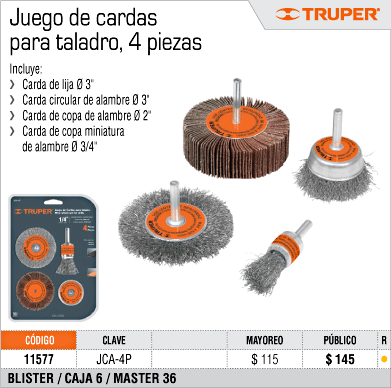 Juego de cardas
para taladro, 4 piezas
TRUPER®
Incluye:
› Carda de lija Ø 3"
› Carda circular de alambre Ø 3"
› Carda de copa de alambre Ø 2"
› Carda de copa miniatura
de alambre Ø 3/4"
TRUPER
1/4"
CÓDIGO CLAVE MAYOREO PÚBLICO R
11577 JCA-4P $ 115 $ 145
BLISTER / CAJA 6 / MASTER 36